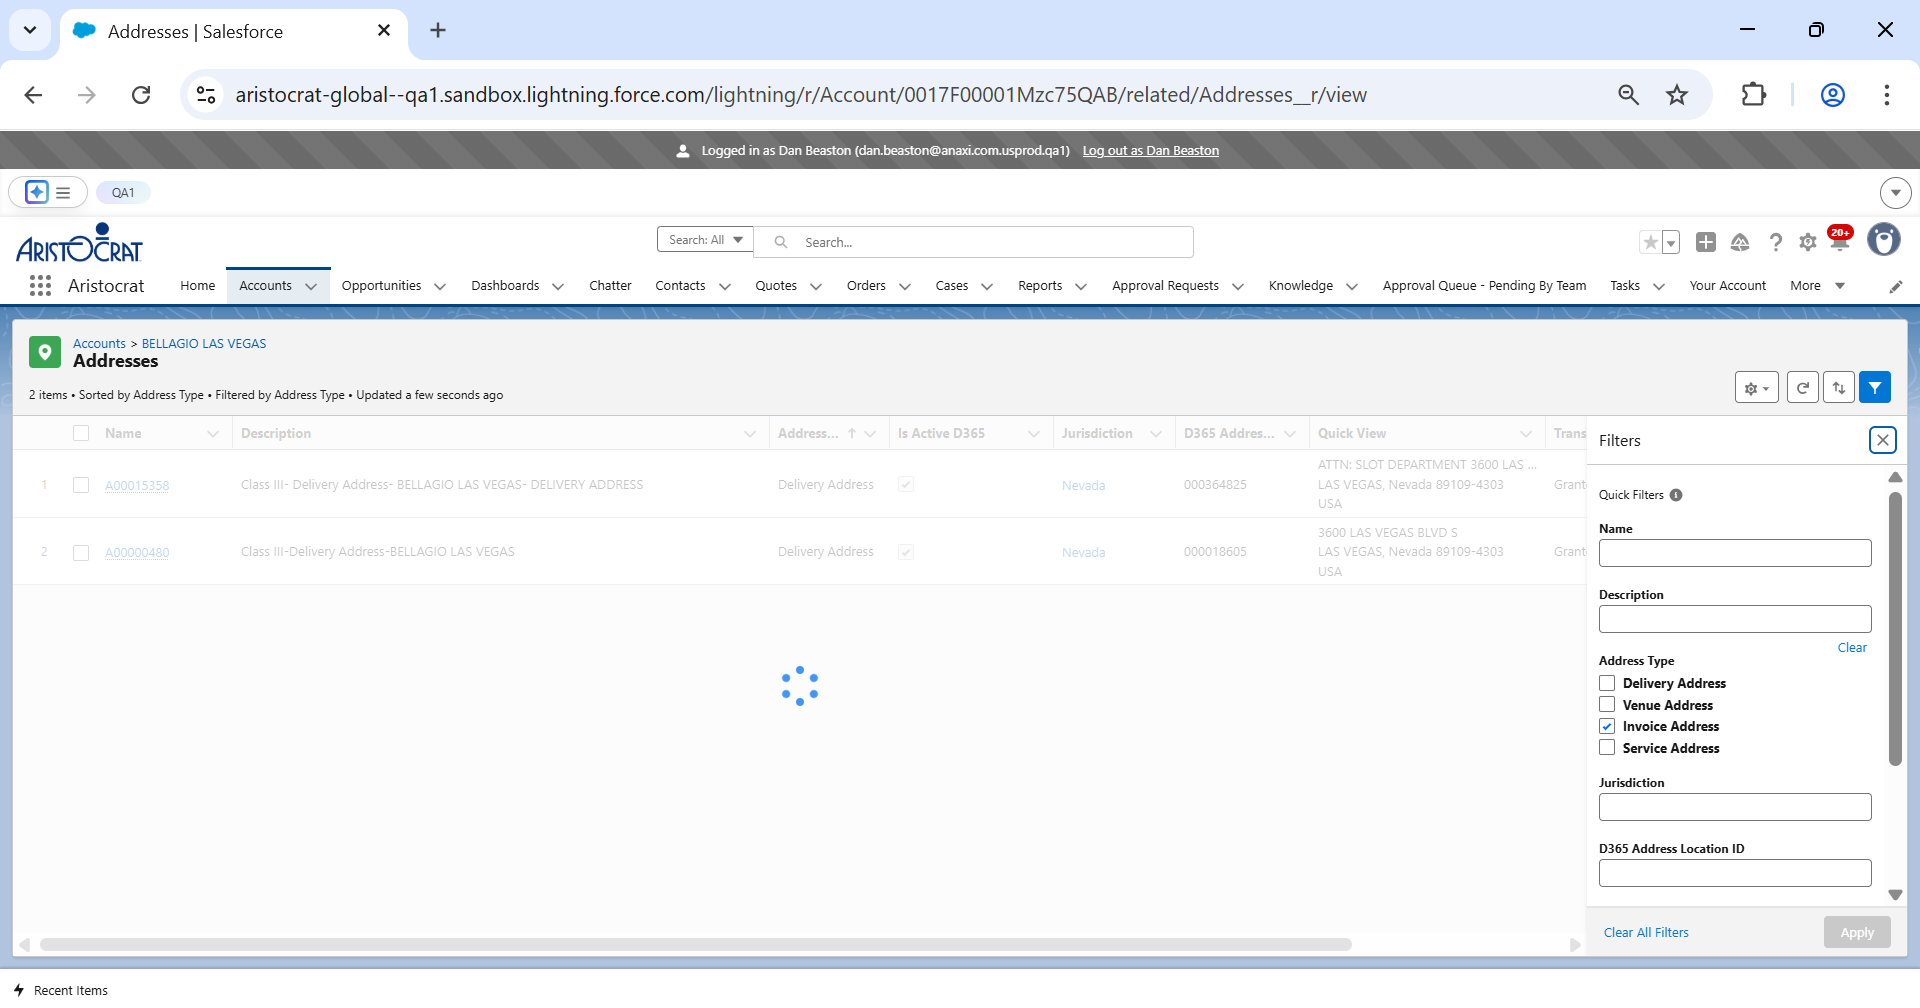 Addresses | Salesforce
aristocrat-global--qa1.sandbox.lightning.force.com/lightning/r/Account/0017F00001Mzc75QAB/related/Addresses__r/view
Logged in as Dan Beaston (dan.beaston@anaxi.com.usprod.qa1) Log out as Dan Beaston
QA1
ARISTOCRAT
Search: All
Search...
20+
Aristocrat
Home
Accounts
Opportunities
Dashboards
Chatter
Contacts
Quotes
Orders
Cases
Reports
Approval Requests
Knowledge
Approval Queue - Pending By Team
Tasks
Your Account
More
Accounts > BELLAGIO LAS VEGAS
Addresses
2 items • Sorted by Address Type • Filtered by Address Type • Updated a few seconds ago
Name Description Address... Is Active D365 Jurisdiction D365 Addres... Quick View Trans
1 A00015358 Class III- Delivery Address- BELLAGIO LAS VEGAS- DELIVERY ADDRESS Delivery Address Nevada 000364825
ATTN: SLOT DEPARTMENT 3600 LAS ...
LAS VEGAS, Nevada 89109-4303
USA
Grant
2 A00000480 Class III-Delivery Address-BELLAGIO LAS VEGAS Delivery Address Nevada 000018605
3600 LAS VEGAS BLVD S
LAS VEGAS, Nevada 89109-4303
USA
Grant
Filters
Quick Filters
Name
Description
Clear
Address Type
Delivery Address
Venue Address
Invoice Address
Service Address
Jurisdiction
D365 Address Location ID
Clear All Filters
Apply
Recent Items